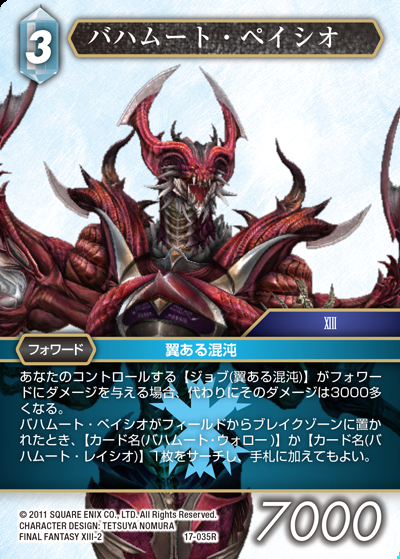 3
バハムート・ペイシオ
XIII
フォワード
翼ある混沌
あなたのコントロールする【ジョブ(翼ある混沌)】がフォワー
ドにダメージを与える場合、代わりにそのダメージは3000多
くなる。
バハムート・ペイシオがフィールドからブレイクゾーンに置か
れたとき、【カード名(バハムート・ウォロー)】か【カード名(バ
ハムート・レイシオ)】1枚をサーチし、手札に加えてもよい。
© 2011 SQUARE ENIX CO., LTD. All Rights Reserved.
CHARACTER DESIGN: TETSUYA NOMURA
FINAL FANTASY XIII-2
17-035R
7000